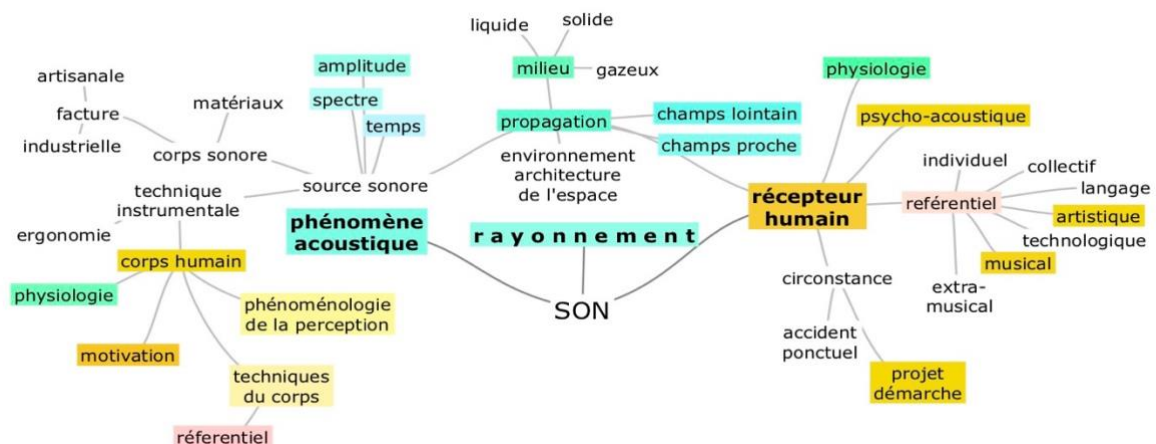 liquide
solide
artisanale
amplitude
milieu
gazeux
physiologie
matériaux
spectre
facture
temps
propagation
champs lointain
psycho-acoustique
industrielle
corps sonore
champs proche
environnement
architecture
de l'espace
individuel
collectif
technique
instrumentale
source sonore
récepteur
humain
reférentiel
langage
artistique
ergonomie
phénomène
acoustique
rayonnement
technologique
corps humain
musical
physiologie
circonstance
extra-
musical
phénoménologie
de la perception
SON
accident
ponctuel
motivation
techniques
du corps
projet
démarche
réferentiel